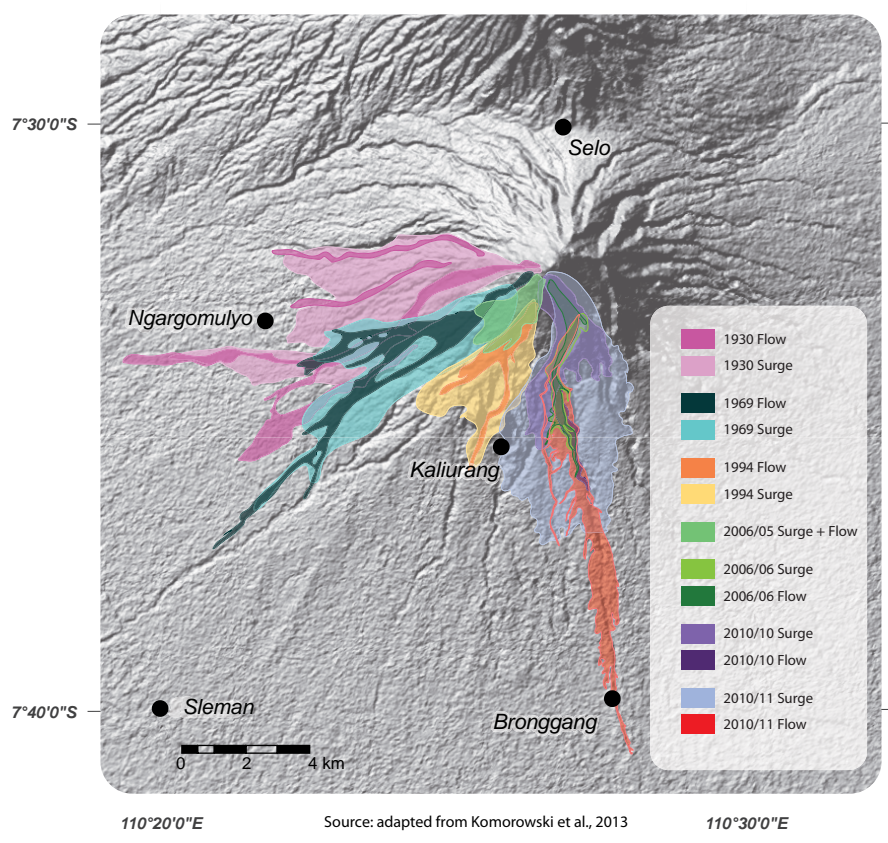 7°30'0"S
Selo
Ngargomulyo
1930 Flow
1930 Surge
1969 Flow
1969 Surge
1994 Flow
Kaliurang
1994 Surge
2006/05 Surge + Flow
2006/06 Surge
2006/06 Flow
2010/10 Surge
2010/10 Flow
2010/11 Surge
2010/11 Flow
7°40'0"S
Sleman
Bronggang
0 2 4 km
110°20'0"E
Source: adapted from Komorowski et al., 2013
110°30'0"E